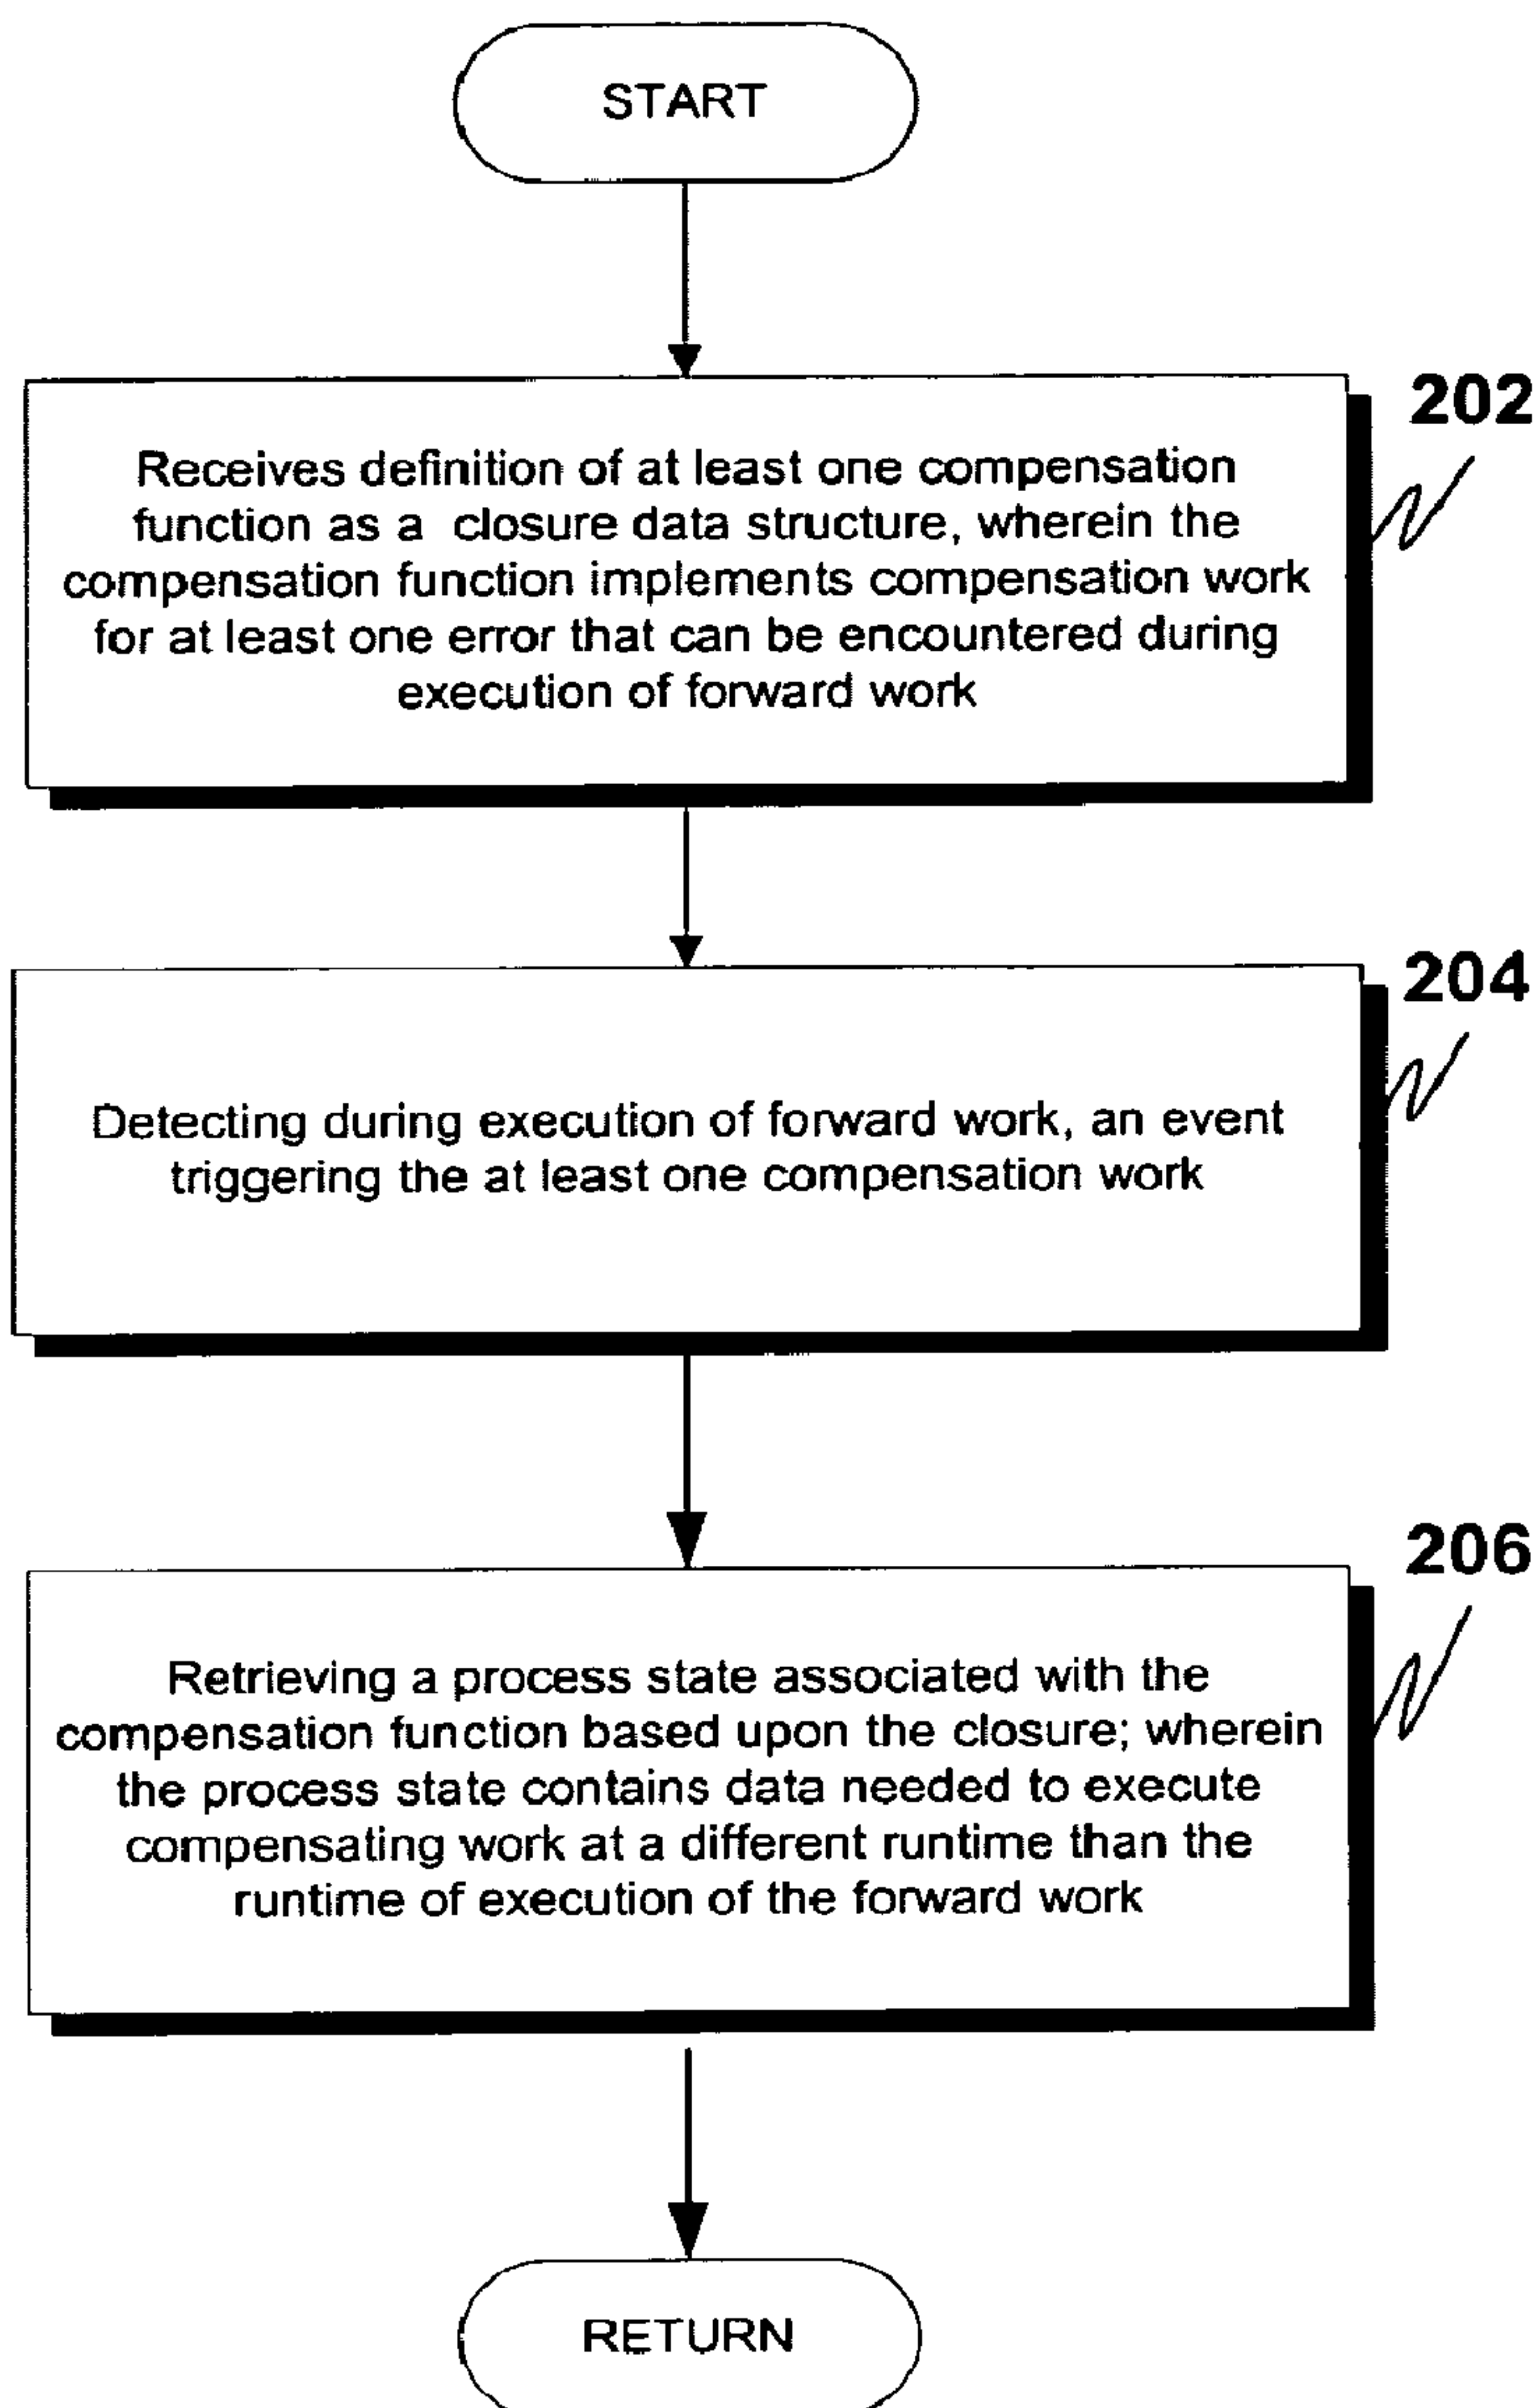 START
202
Receives definition of at least one compensation
function as a closure data structure, wherein the
compensation function implements compensation work
for at least one error that can be encountered during
execution of forward work
204
Detecting during execution of forward work, an event
triggering the at least one compensation work
206
Retrieving a process state associated with the
compensation function based upon the closure; wherein
the process state contains data needed to execute
compensating work at a different runtime than the
runtime of execution of the forward work
RETURN